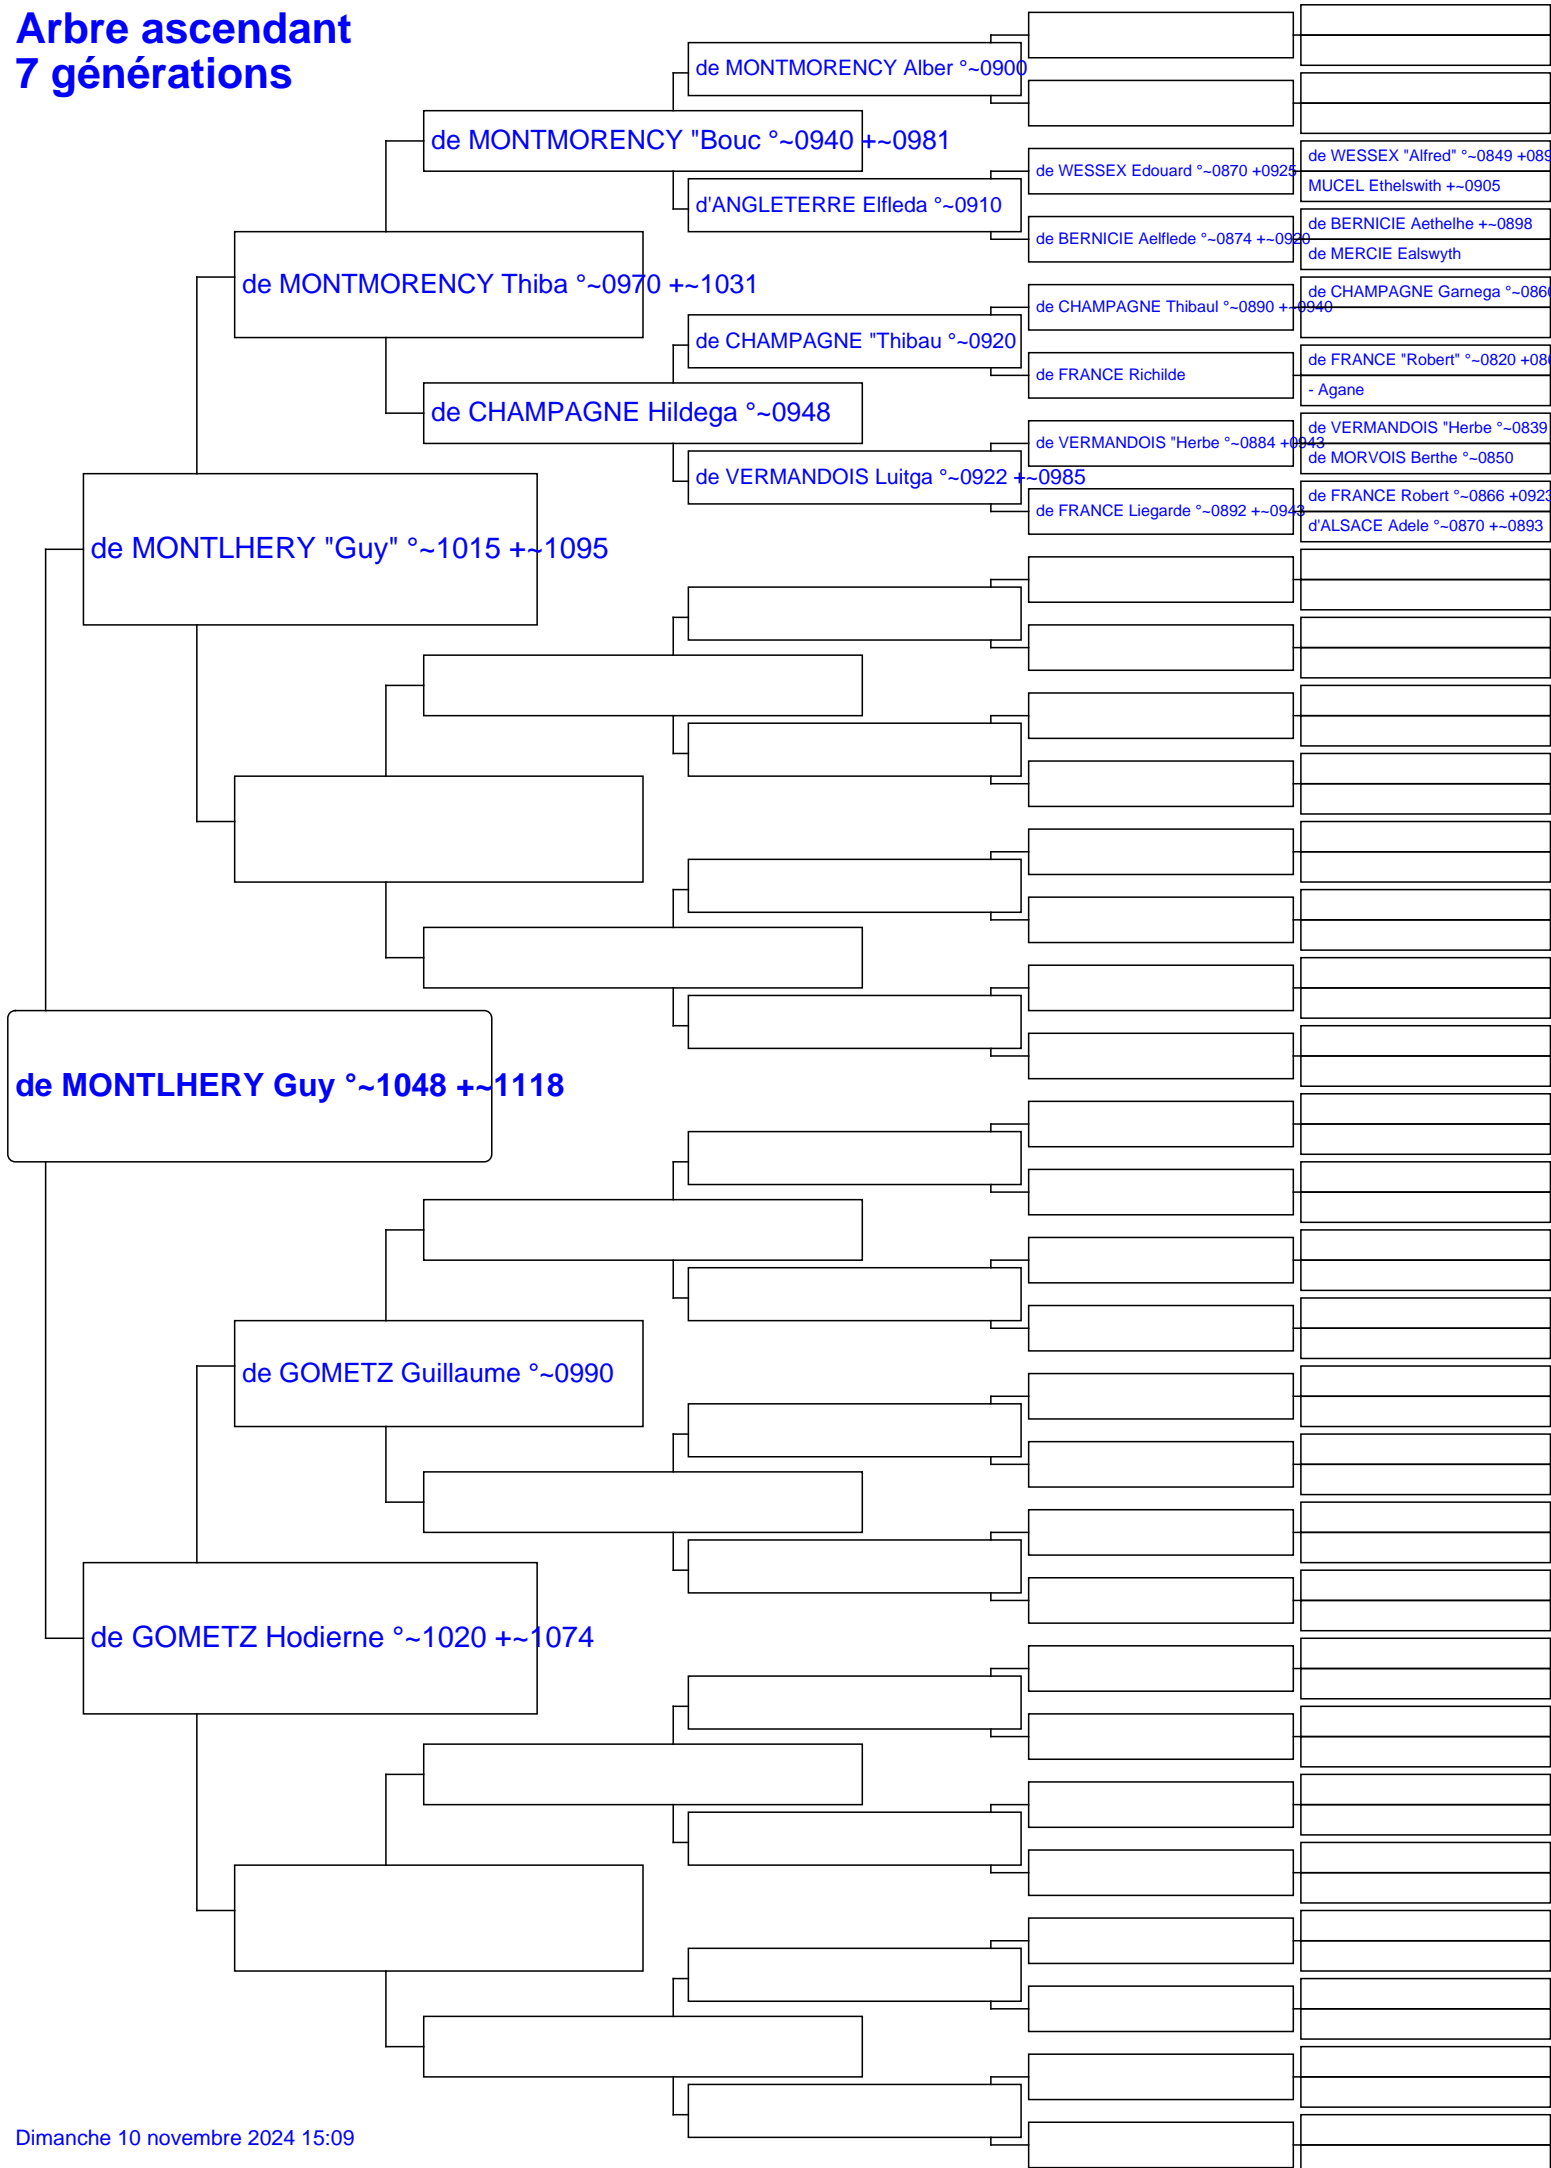 Arbre ascendant
7 générations
de MONTMORENCY Alber °~0900
de MONTMORENCY "Bouc °~0940 +~0981
de WESSEX "Alfred" °~0849 +089
de WESSEX Edouard °~0870 +0925
MUCEL Ethelswith +~0905
d'ANGLETERRE Elfleda °~0910
de BERNICIE Aethelhe +~0898
de BERNICIE Aelflede °~0874 +~0920
de MERCIE Ealswyth
de MONTMORENCY Thiba °~0970 +~1031
de CHAMPAGNE Garnega °~0860
de CHAMPAGNE Thibaul °~0890 +~0940
de CHAMPAGNE "Thibau °~0920
de FRANCE "Robert" °~0820 +086
de FRANCE Richilde
- Agane
de CHAMPAGNE Hildega °~0948
de VERMANDOIS "Herbe °~0839
de VERMANDOIS "Herbe °~0884 +0943
de MORVOIS Berthe °~0850
de VERMANDOIS Luitga °~0922 +~0985
de FRANCE Robert °~0866 +0923
de FRANCE Liegarde °~0892 +~0943
d'ALSACE Adele °~0870 +~0893
de MONTLHERY "Guy" °~1015 +~1095
de MONTLHERY Guy °~1048 +~1118
de GOMETZ Guillaume °~0990
de GOMETZ Hodierne °~1020 +~1074
Dimanche 10 novembre 2024 15:09